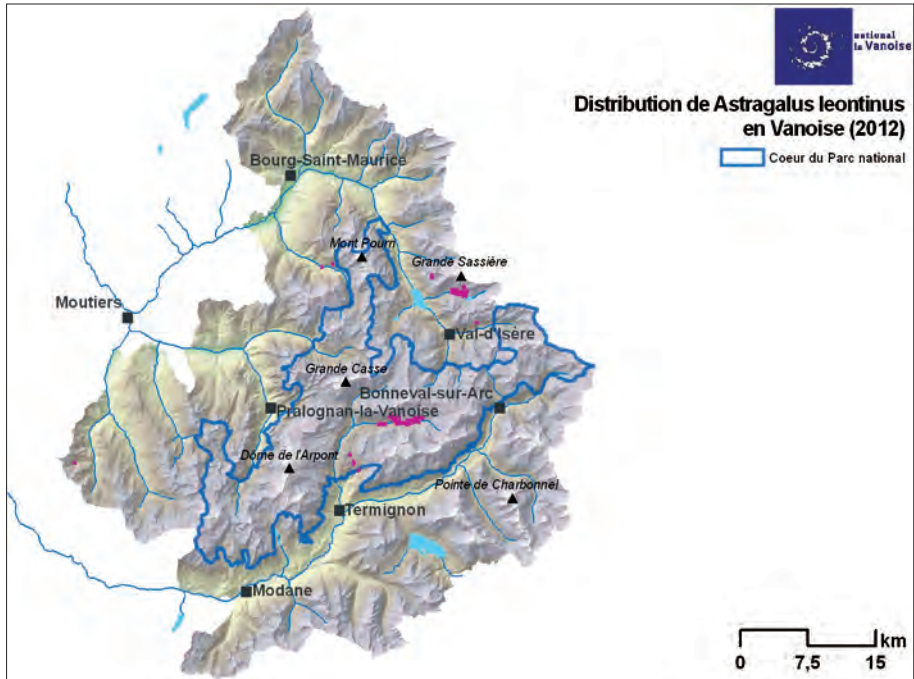 national
la Vanoise
Distribution de Astragalus leontinus
en Vanoise (2012)
Coeur du Parc national
Bourg-Saint-Maurice
Mont Pourri
Grande Sassière
Moutiers
Val-d'Isère
Grande Casse
Bonneval-sur-Arc
Pralognan-la-Vanoise
Dôme de l'Arpont
Pointe de Charbonnel
Termignon
Modane
km
0 7,5 15